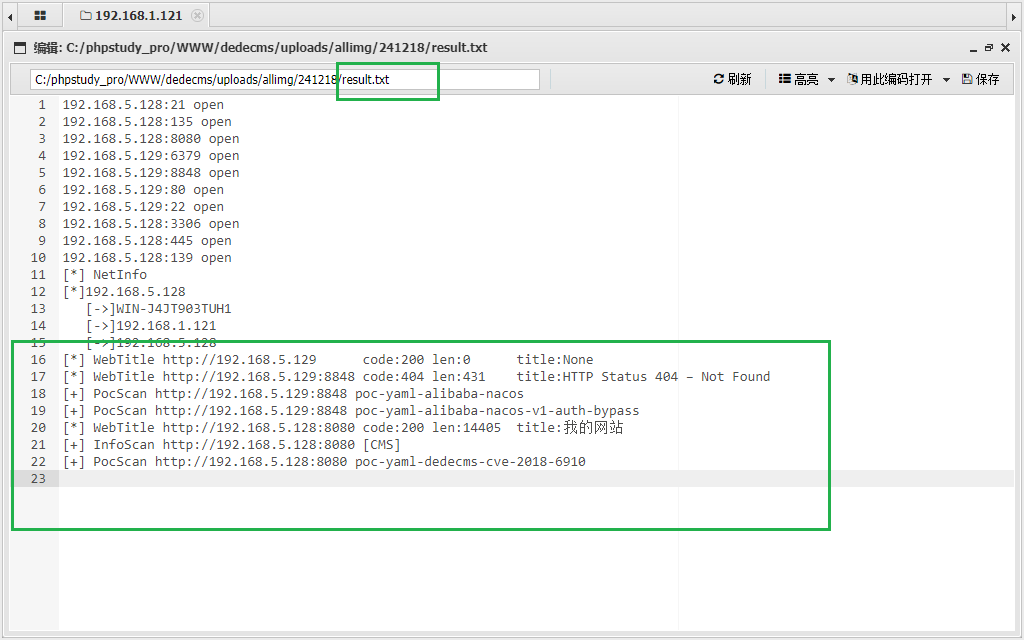 192.168.1.121
编辑: C:/phpstudy_pro/WWW/dedecms/uploads/allimg/241218/result.txt
C:/phpstudy_pro/WWW/dedecms/uploads/allimg/241218/result.txt 刷新 高亮 用此编码打开 保存
1 192.168.5.128:21 open
2 192.168.5.128:135 open
3 192.168.5.128:8080 open
4 192.168.5.129:6379 open
5 192.168.5.129:8848 open
6 192.168.5.129:80 open
7 192.168.5.129:22 open
8 192.168.5.128:3306 open
9 192.168.5.128:445 open
10 192.168.5.128:139 open
11 [*] NetInfo
12 [*]192.168.5.128
13 [->]WIN-J4JT903TUH1
14 [->]192.168.1.121
15 [->]192.168.5.128
16 [*] WebTitle http://192.168.5.129 code:200 len:0 title:None
17 [*] WebTitle http://192.168.5.129:8848 code:404 len:431 title:HTTP Status 404 – Not Found
18 [+] PocScan http://192.168.5.129:8848 poc-yaml-alibaba-nacos
19 [+] PocScan http://192.168.5.129:8848 poc-yaml-alibaba-nacos-v1-auth-bypass
20 [*] WebTitle http://192.168.5.128:8080 code:200 len:14405 title:我的网站
21 [+] InfoScan http://192.168.5.128:8080 [CMS]
22 [+] PocScan http://192.168.5.128:8080 poc-yaml-dedecms-cve-2018-6910
23